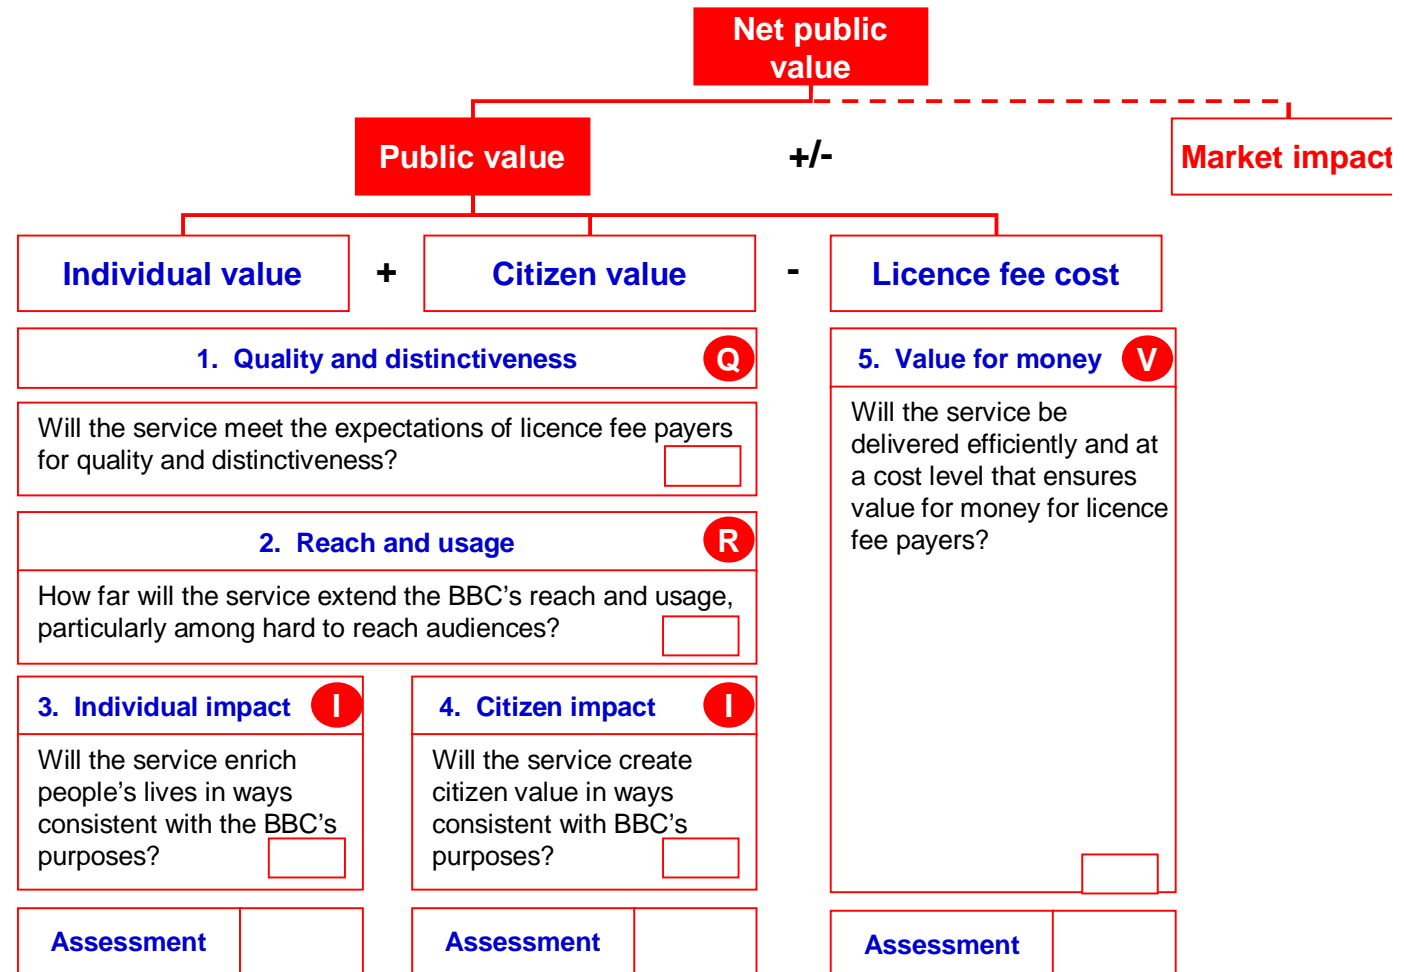 Net public
value
Public value
+/-
Market impact
Individual value
+
Citizen value
-
Licence fee cost
1. Quality and distinctiveness
Q
Will the service meet the expectations of licence fee payers
for quality and distinctiveness?
2. Reach and usage
R
How far will the service extend the BBC’s reach and usage,
particularly among hard to reach audiences?
3. Individual impact
I
Will the service enrich
people’s lives in ways
consistent with the BBC’s
purposes?
4. Citizen impact
I
Will the service create
citizen value in ways
consistent with BBC’s
purposes?
5. Value for money
V
Will the service be
delivered efficiently and at
a cost level that ensures
value for money for licence
fee payers?
Assessment
Assessment
Assessment